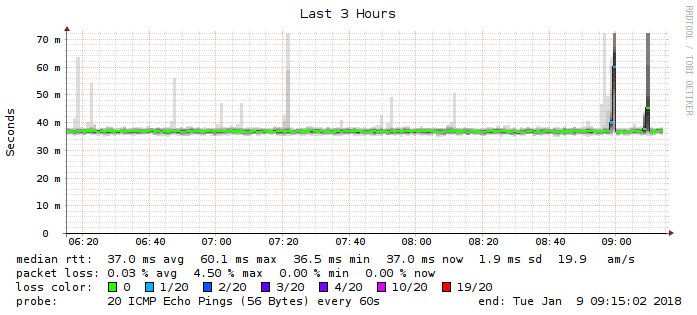 Last 3 Hours
RRDTOOL / TOBI OETIKER
Seconds
70 m
60 m
50 m
40 m
30 m
20 m
10 m
0
06:20 06:40 07:00 07:20 07:40 08:00 08:20 08:40 09:00
median rtt: 37.0 ms avg 60.1 ms max 36.5 ms min 37.0 ms now 1.9 ms sd 19.9 am/s
packet loss: 0.03 % avg 4.50 % max 0.00 % min 0.00 % now
loss color: 0 1/20 2/20 3/20 4/20 10/20 19/20
probe: 20 ICMP Echo Pings (56 Bytes) every 60s end: Tue Jan 9 09:15:02 2018